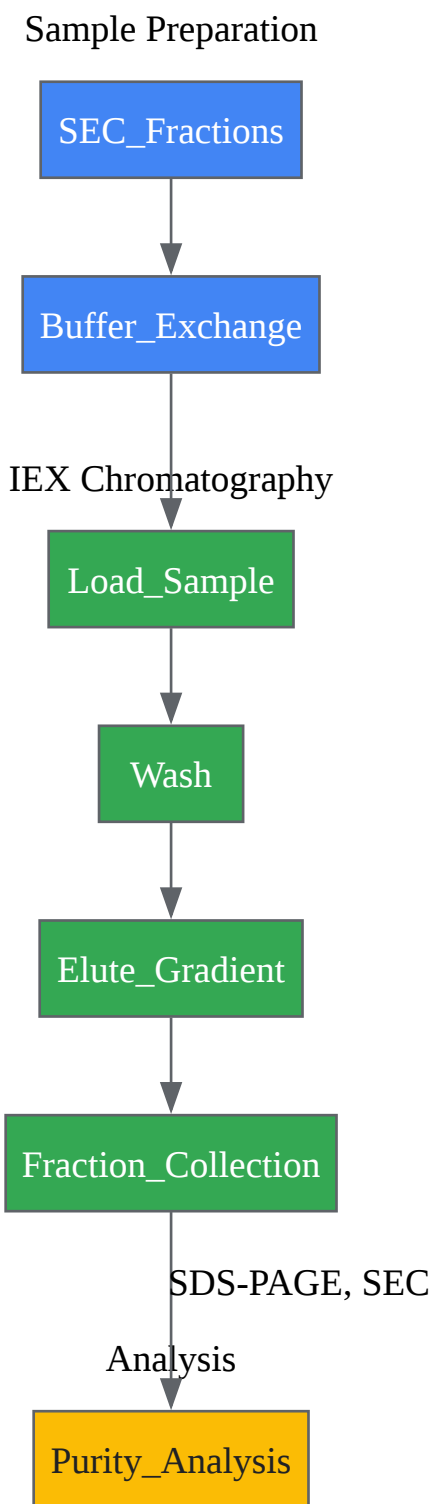 Sample Preparation
SEC_Fractions
Buffer_Exchange
IEX Chromatography
Load_Sample
Wash
Elute_Gradient
Fraction_Collection
SDS-PAGE, SEC
Analysis
Purity_Analysis